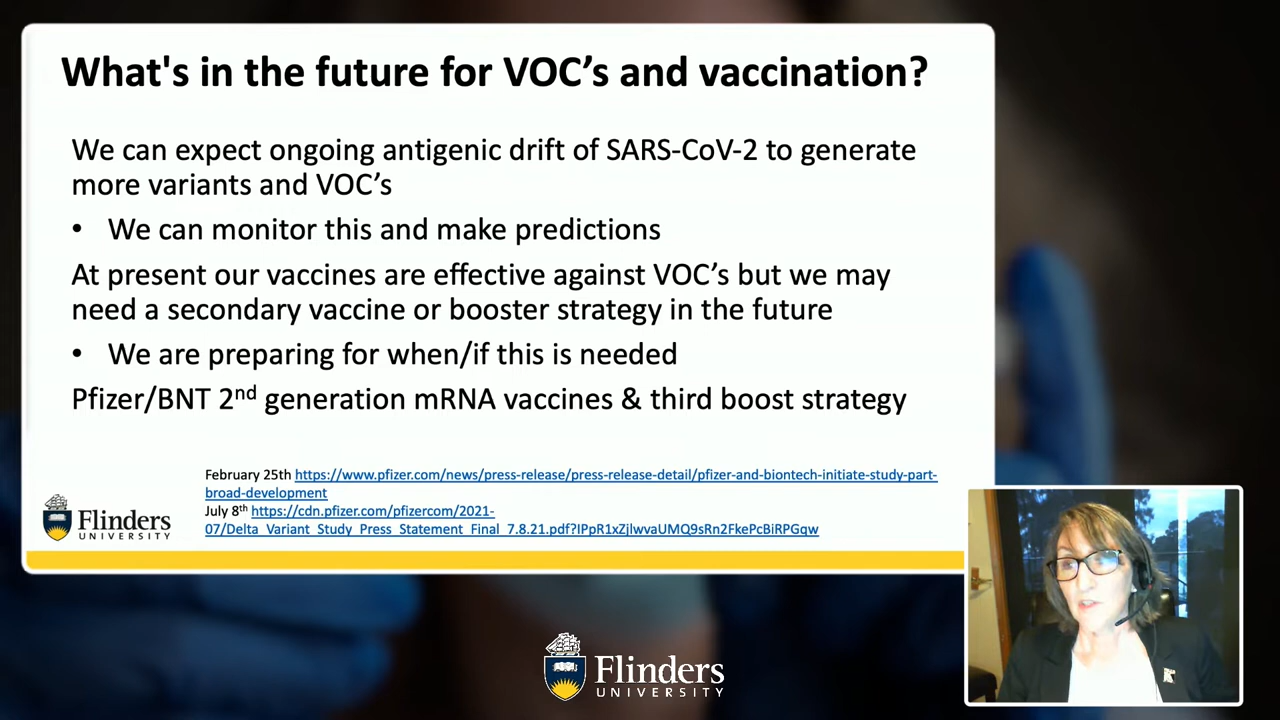 What's in the future for VOC’s and vaccination?
We can expect ongoing antigenic drift of SARS-CoV-2 to generate
more variants and VOC’s
• We can monitor this and make predictions
At present our vaccines are effective against VOC’s but we may
need a secondary vaccine or booster strategy in the future
• We are preparing for when/if this is needed
Pfizer/BNT 2nd generation mRNA vaccines & third boost strategy
February 25th https://www.pfizer.com/news/press-release/press-release-detail/pfizer-and-biontech-initiate-study-part-
broad-development
July 8th https://cdn.pfizer.com/pfizercom/2021-
07/Delta_Variant_Study_Press_Statement_Final_7.8.21.pdf?IPpR1xZjlwvaUMQ9sRn2FkePcBiRPGqw
Flinders
UNIVERSITY
Flinders
UNIVERSITY